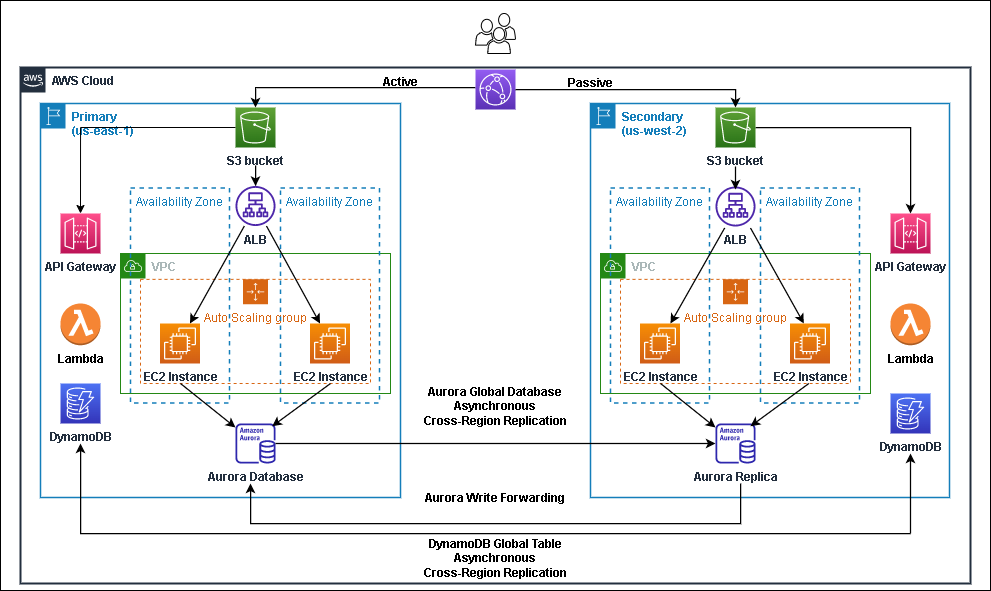 aws
AWS Cloud
Active
Passive
Primary
(us-east-1)
S3 bucket
Secondary
(us-west-2)
S3 bucket
Availability Zone
Availability Zone
ALB
Availability Zone
Availability Zone
ALB
API Gateway
VPC
VPC
API Gateway
Auto Scaling group
Auto Scaling group
Lambda
EC2 Instance
EC2 Instance
EC2 Instance
EC2 Instance
Lambda
DynamoDB
Aurora Global Database
Asynchronous
Cross-Region Replication
DynamoDB
Amazon
Aurora
Aurora Database
Amazon
Aurora
Aurora Replica
Aurora Write Forwarding
DynamoDB Global Table
Asynchronous
Cross-Region Replication